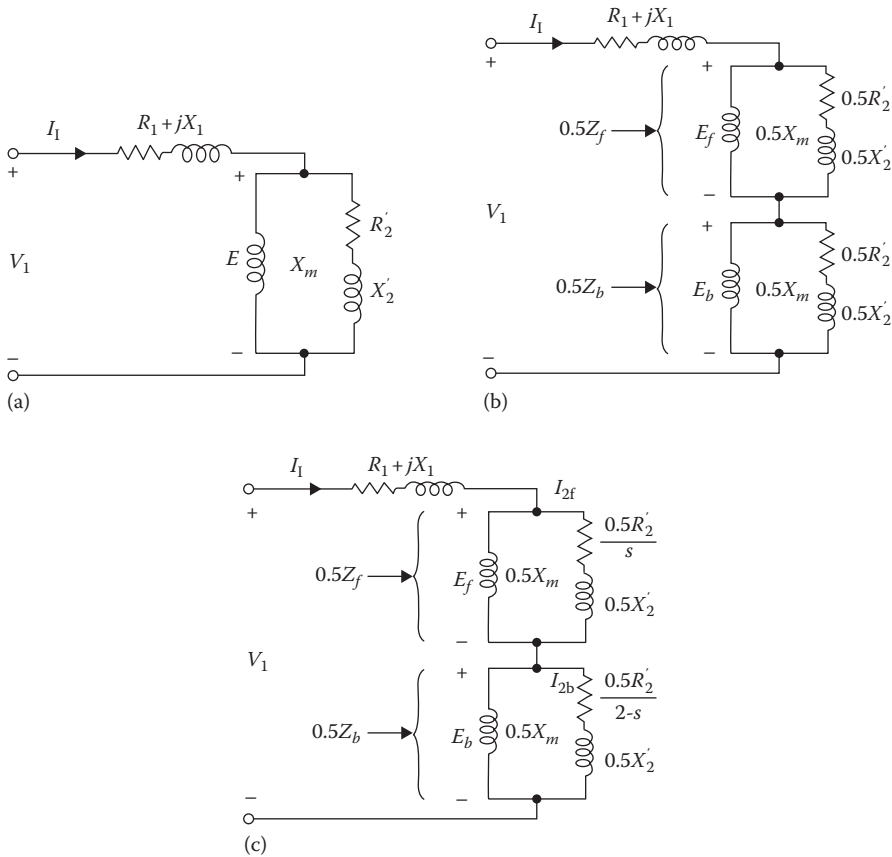 I_I
R_1 + jX_1
+
+
E
X_m
R'_2
X'_2
V_1
−
−
(a)
I_I
R_1 + jX_1
+
+
0.5Z_f
E_f
0.5X_m
0.5R'_2
0.5X'_2
−
V_1
+
0.5Z_b
E_b
0.5X_m
0.5R'_2
0.5X'_2
−
−
(b)
I_I
R_1 + jX_1
I_2f
+
+
0.5Z_f
E_f
0.5X_m
0.5R'_2
s
0.5X'_2
−
V_1
+
I_2b
0.5Z_b
E_b
0.5X_m
0.5R'_2
2-s
0.5X'_2
−
−
(c)